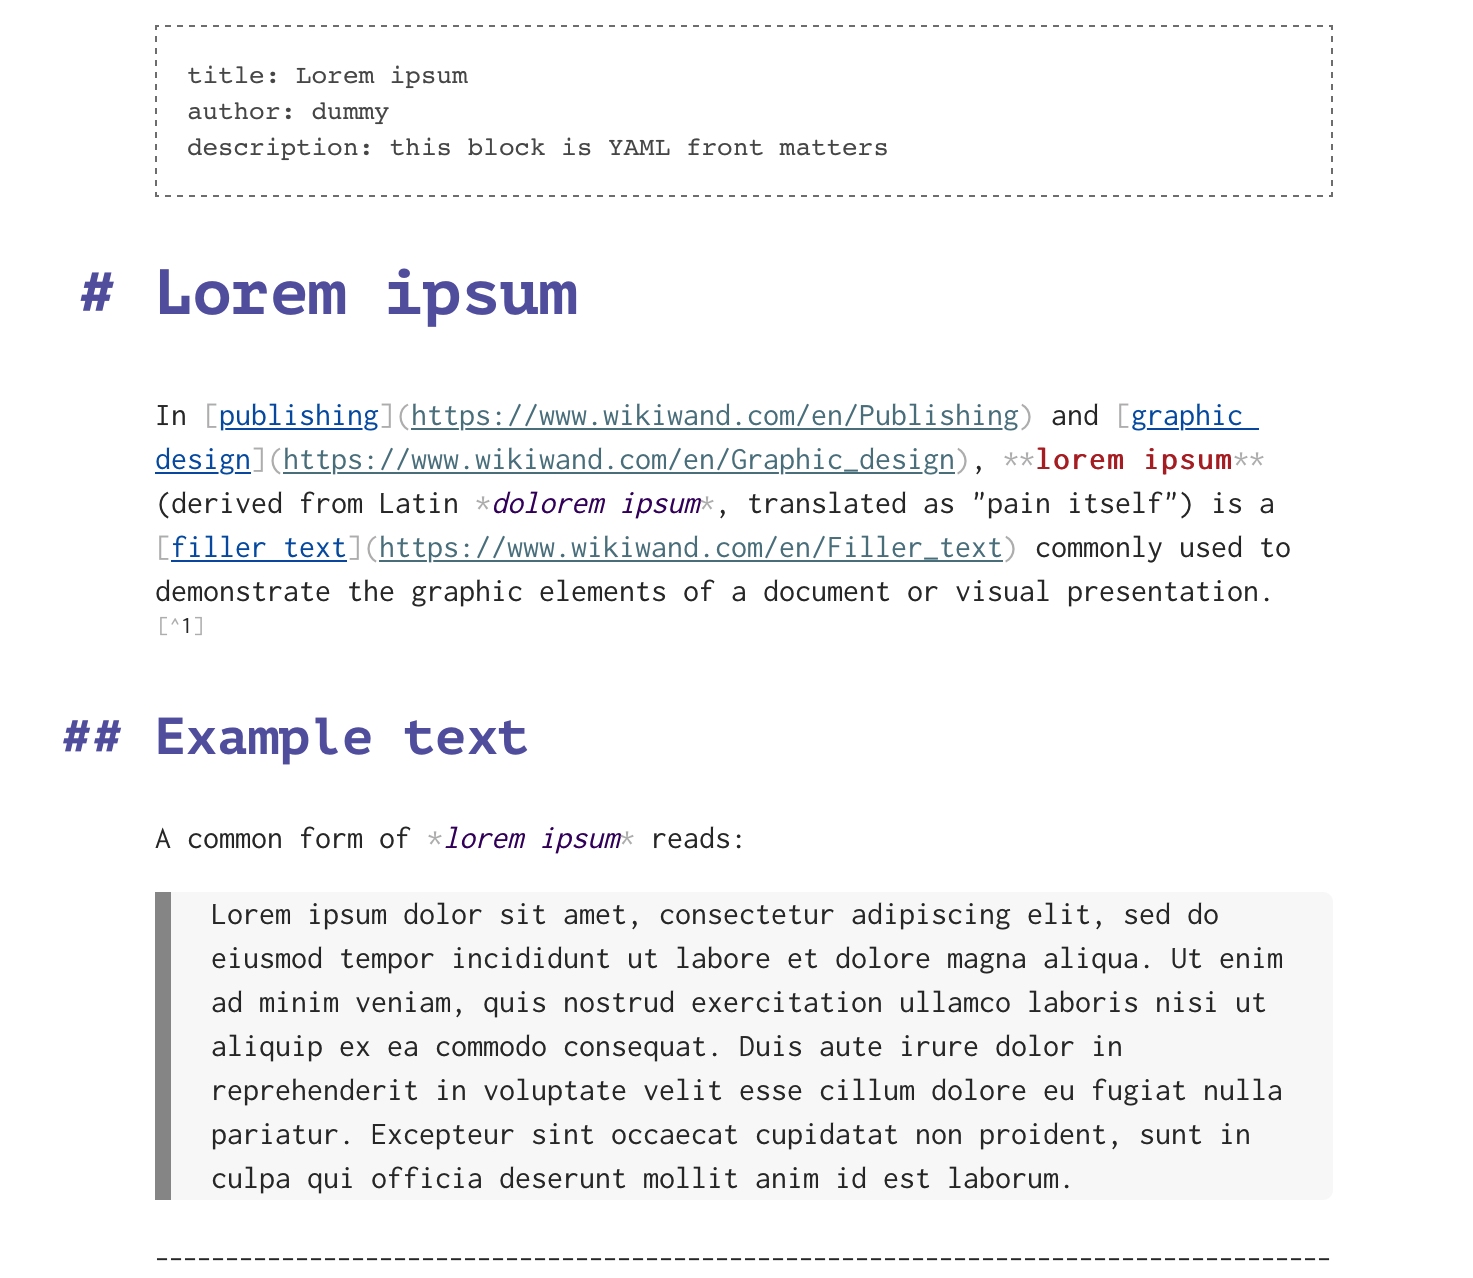 title: Lorem ipsum
author: dummy
description: this block is YAML front matters
# Lorem ipsum
In [publishing](https://www.wikiwand.com/en/Publishing) and [graphic
design](https://www.wikiwand.com/en/Graphic_design), **lorem ipsum**
(derived from Latin *dolorem ipsum*, translated as "pain itself") is a
[filler text](https://www.wikiwand.com/en/Filler_text) commonly used to
demonstrate the graphic elements of a document or visual presentation.
[^1]
## Example text
A common form of *lorem ipsum* reads:
Lorem ipsum dolor sit amet, consectetur adipiscing elit, sed do
eiusmod tempor incididunt ut labore et dolore magna aliqua. Ut enim
ad minim veniam, quis nostrud exercitation ullamco laboris nisi ut
aliquip ex ea commodo consequat. Duis aute irure dolor in
reprehenderit in voluptate velit esse cillum dolore eu fugiat nulla
pariatur. Excepteur sint occaecat cupidatat non proident, sunt in
culpa qui officia deserunt mollit anim id est laborum.